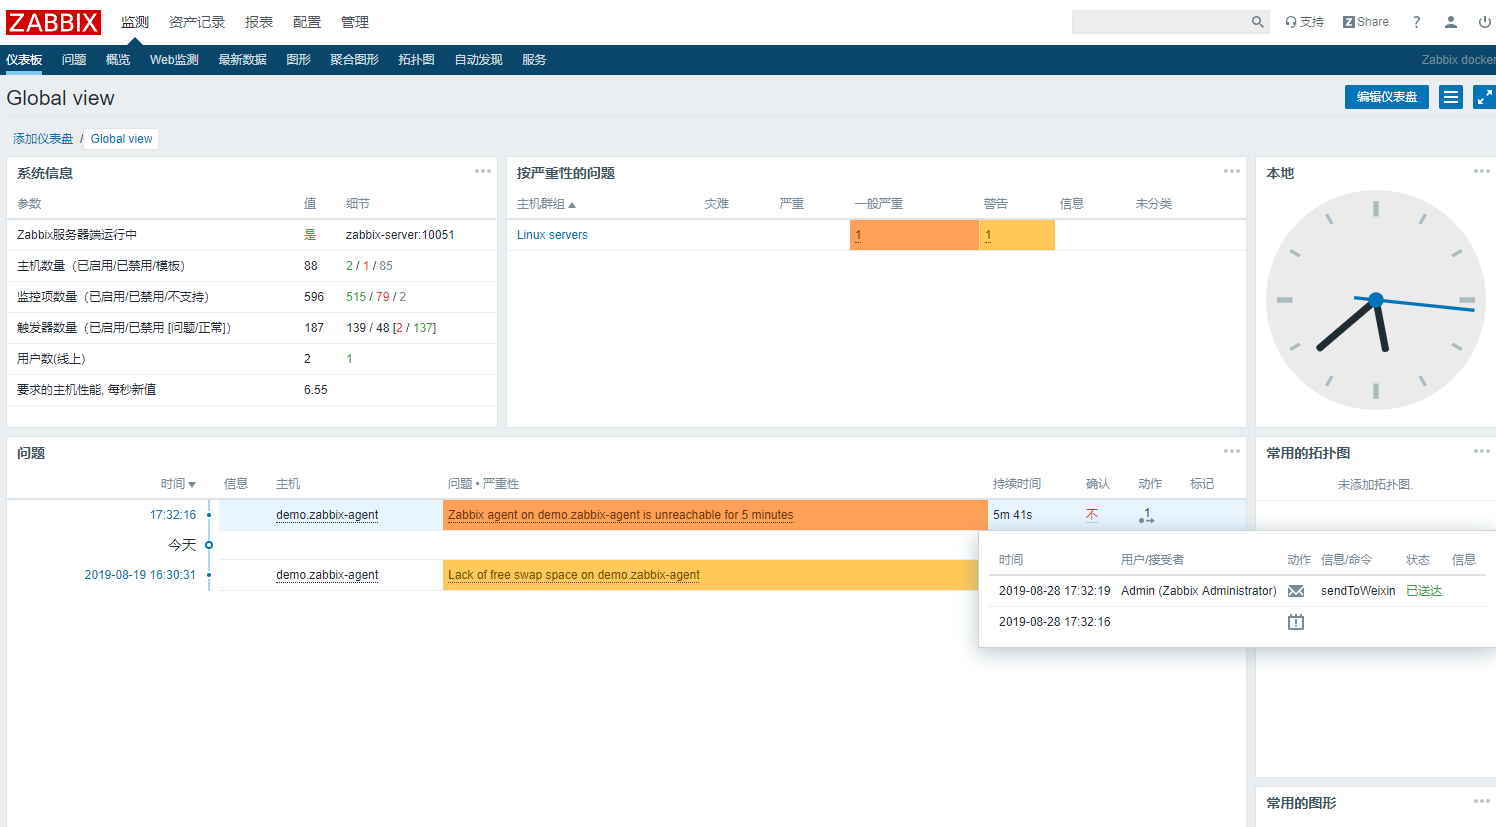 ZABBIX 监测 资产记录 报表 配置 管理 支持 Z Share ?
仪表板 问题 概览 Web监测 最新数据 图形 聚合图形 拓扑图 自动发现 服务 Zabbix docker
Global view 编辑仪表盘
添加仪表盘 / Global view
系统信息
参数 值 细节
Zabbix服务器端运行中 是 zabbix-server:10051
主机数量（已启用/已禁用/模板） 88 2 / 1 / 85
监控项数量（已启用/已禁用/不支持） 596 515 / 79 / 2
触发器数量（已启用/已禁用 [问题/正常]） 187 139 / 48 [2 / 137]
用户数(线上) 2 1
要求的主机性能, 每秒新值 6.55
按严重性的问题
主机群组 灾难 严重 一般严重 警告 信息 未分类
Linux servers 1 1
本地
问题
时间 信息 主机 问题 • 严重性 持续时间 确认 动作 标记
17:32:16 demo.zabbix-agent Zabbix agent on demo.zabbix-agent is unreachable for 5 minutes 5m 41s 不 1
今天
2019-08-19 16:30:31 demo.zabbix-agent Lack of free swap space on demo.zabbix-agent
时间 用户/接受者 动作 信息/命令 状态 信息
2019-08-28 17:32:19 Admin (Zabbix Administrator) sendToWeixin 已送达
2019-08-28 17:32:16
常用的拓扑图
未添加拓扑图.
常用的图形